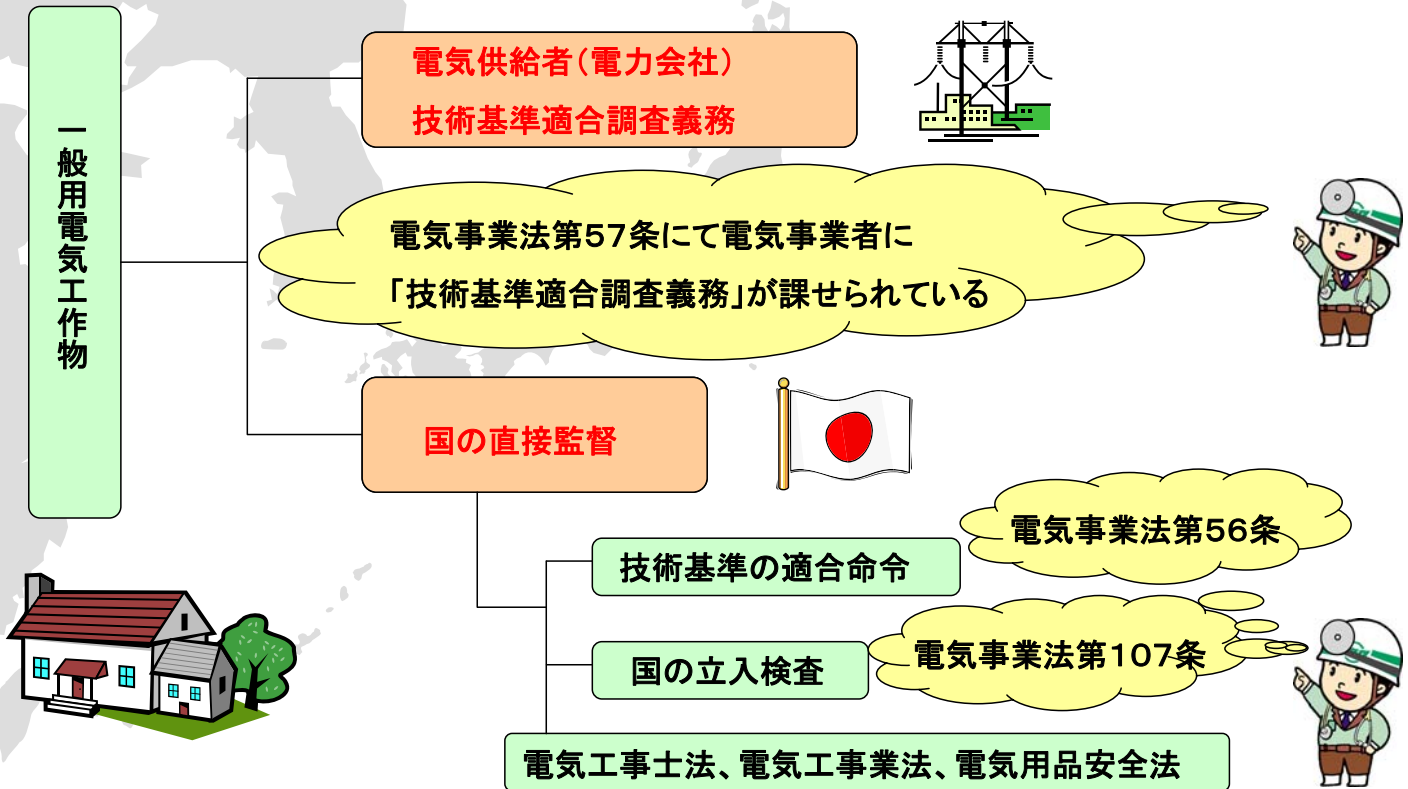 一般用電気工作物
電気供給者(電力会社)
技術基準適合調査義務
電気事業法第57条にて電気事業者に
「技術基準適合調査義務」が課せられている
国の直接監督
電気事業法第56条
技術基準の適合命令
電気事業法第107条
国の立入検査
電気工事士法、電気工事業法、電気用品安全法